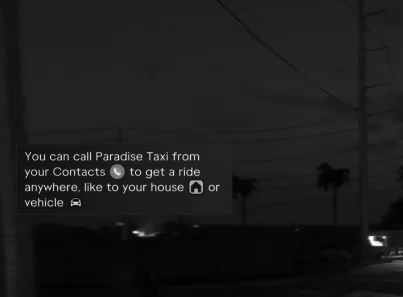 You can call Paradise Taxi from
your Contacts to get a ride
anywhere, like to your house or
vehicle